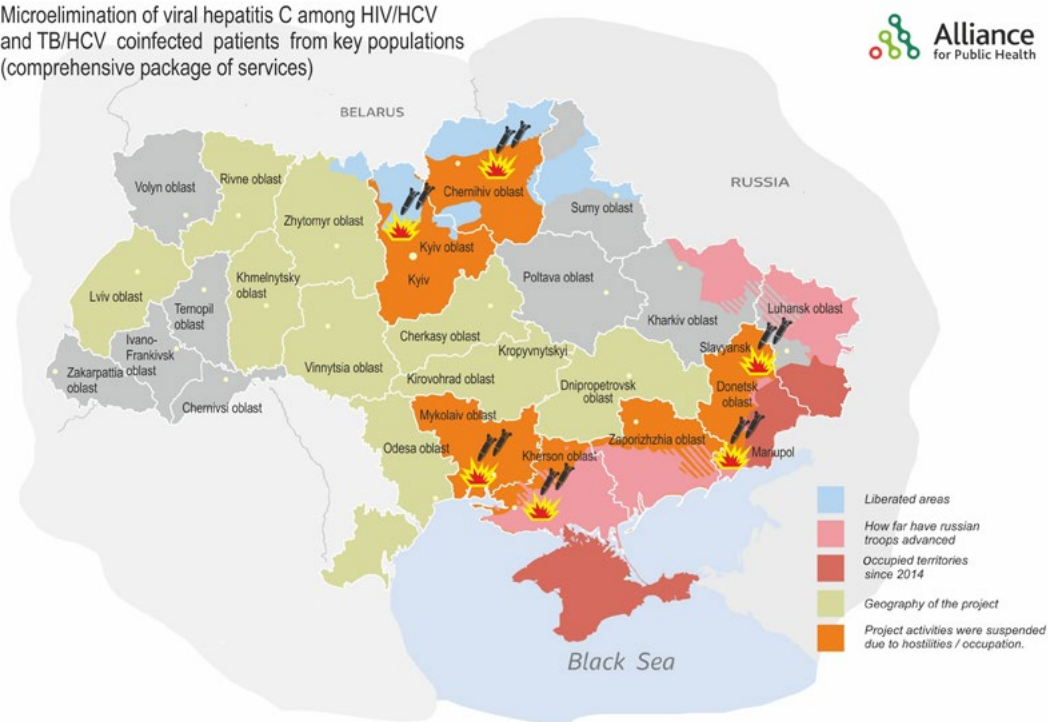 Microelimination of viral hepatitis C among HIV/HCV
and TB/HCV coinfected patients from key populations
(comprehensive package of services)
Alliance
for Public Health
BELARUS
RUSSIA
Volyn oblast
Rivne oblast
Zhytomyr oblast
Chernihiv oblast
Sumy oblast
Kyiv oblast
Kyiv
Lviv oblast
Ternopil
oblast
Khmelnytsky
oblast
Poltava oblast
Kharkiv oblast
Luhansk oblast
Ivano-
Frankivsk
oblast
Zakarpattia
oblast
Chernivsi oblast
Vinnytsia oblast
Cherkasy oblast
Kropyvnytskyi
Kirovohrad oblast
Dnipropetrovsk
oblast
Slavyansk
Donetsk
oblast
Mykolaiv oblast
Odesa oblast
Kherson oblast
Zaporizhzhia oblast
Mariupol
Black Sea
Liberated areas
How far have russian
troops advanced
Occupied territories
since 2014
Geography of the project
Project activities were suspended
due to hostilities / occupation.